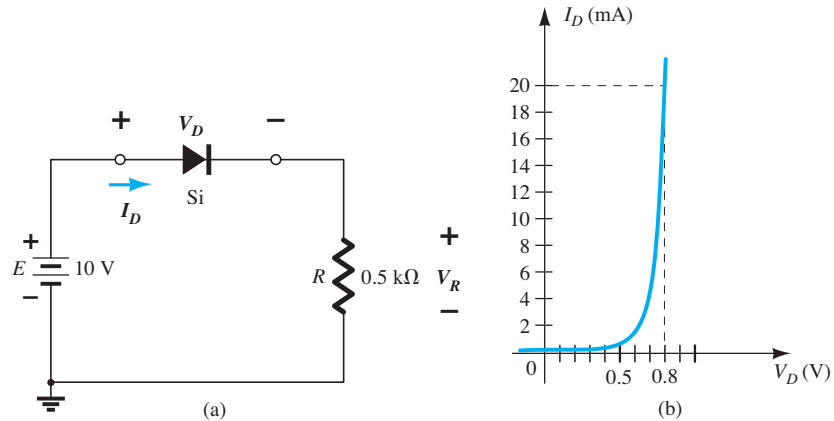 + V_D −
Si
I_D
+
E 10 V
−
R 0.5 kΩ
+
V_R
−
(a)
I_D (mA)
20
18
16
14
12
10
8
6
4
2
0 0.5 0.8 V_D (V)
(b)